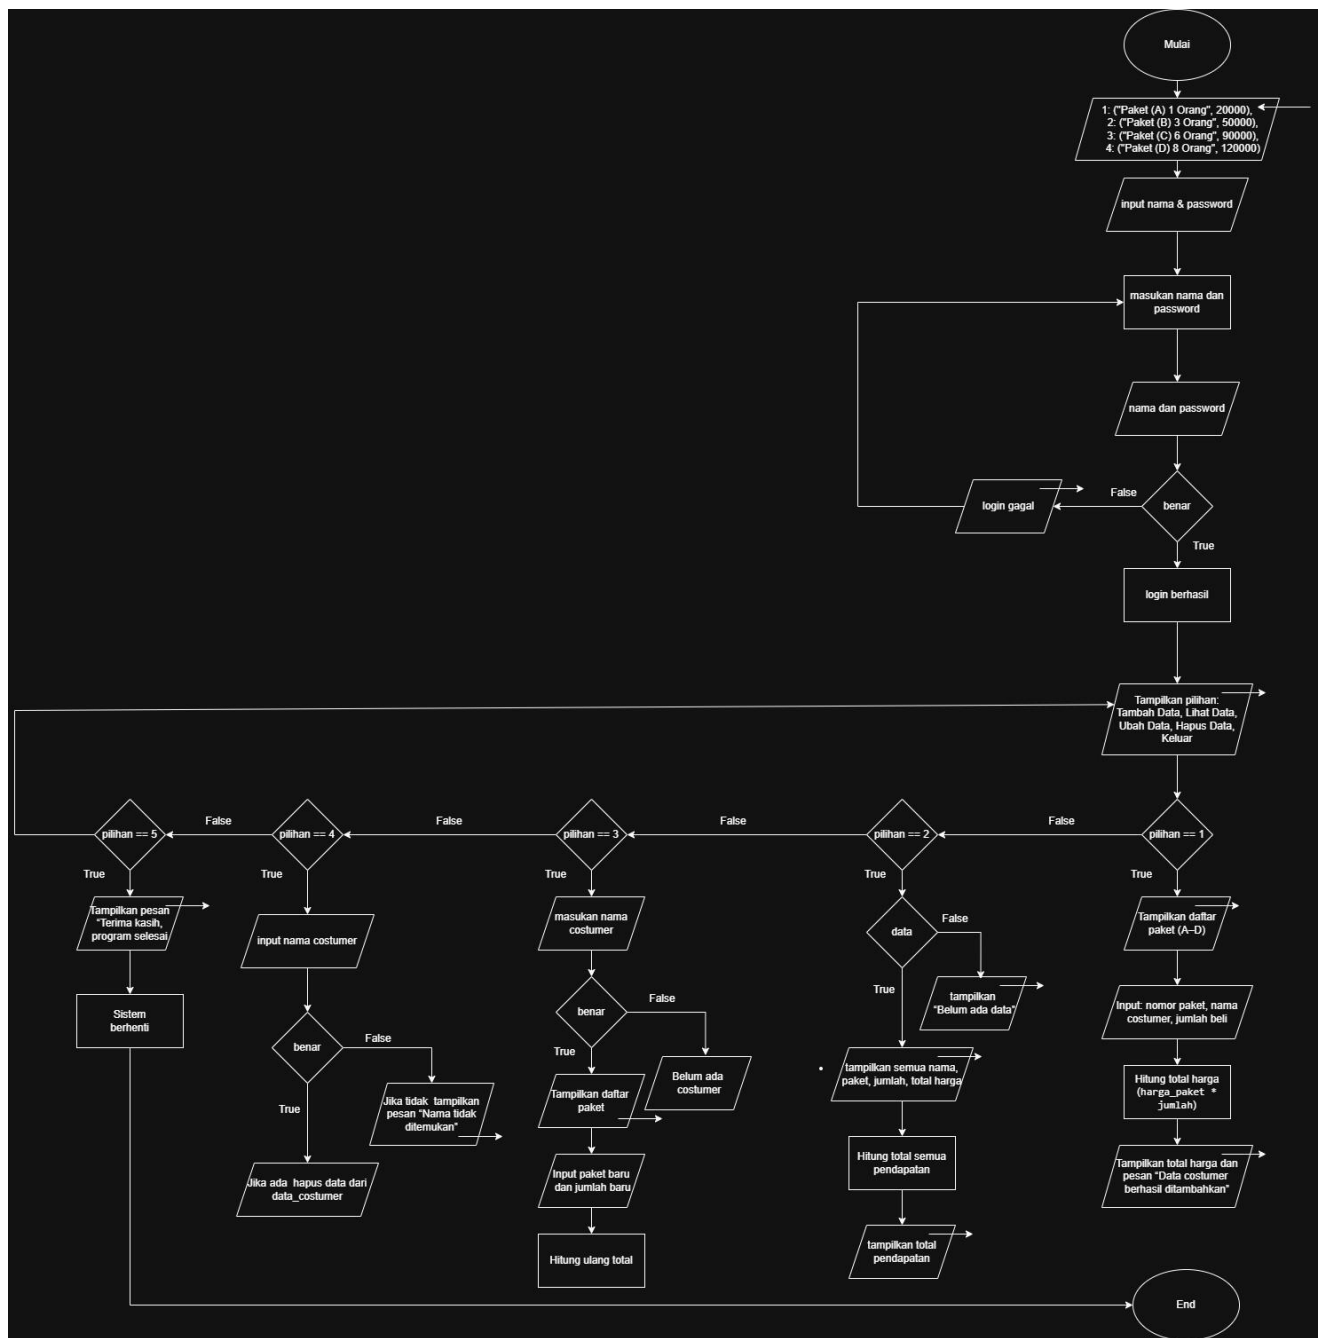 Mulai
1: ("Paket (A) 1 Orang", 20000),
2: ("Paket (B) 3 Orang", 50000),
3: ("Paket (C) 6 Orang", 90000),
4: ("Paket (D) 8 Orang", 120000)
input nama & password
masukan nama dan
password
nama dan password
benar
False
login gagal
True
login berhasil
Tampilkan pilihan:
Tambah Data, Lihat Data,
Ubah Data, Hapus Data,
Keluar
pilihan == 5
False
pilihan == 4
False
pilihan == 3
False
pilihan == 2
False
pilihan == 1
True
True
True
True
True
Tampilkan pesan
"Terima kasih,
program selesai
Sistem
berhenti
input nama costumer
benar
False
True
Jika tidak tampilkan
pesan "Nama tidak
ditemukan"
Jika ada hapus data dari
data_costumer
masukan nama
costumer
benar
False
True
Belum ada
costumer
Tampilkan daftar
paket
Input paket baru
dan jumlah baru
Hitung ulang total
data
False
True
tampilkan
"Belum ada data"
tampilkan semua nama,
paket, jumlah, total harga
Hitung total semua
pendapatan
tampilkan total
pendapatan
Tampilkan daftar
paket (A–D)
Input: nomor paket, nama
costumer, jumlah beli
Hitung total harga
(harga_paket *
jumlah)
Tampilkan total harga dan
pesan "Data costumer
berhasil ditambahkan"
End